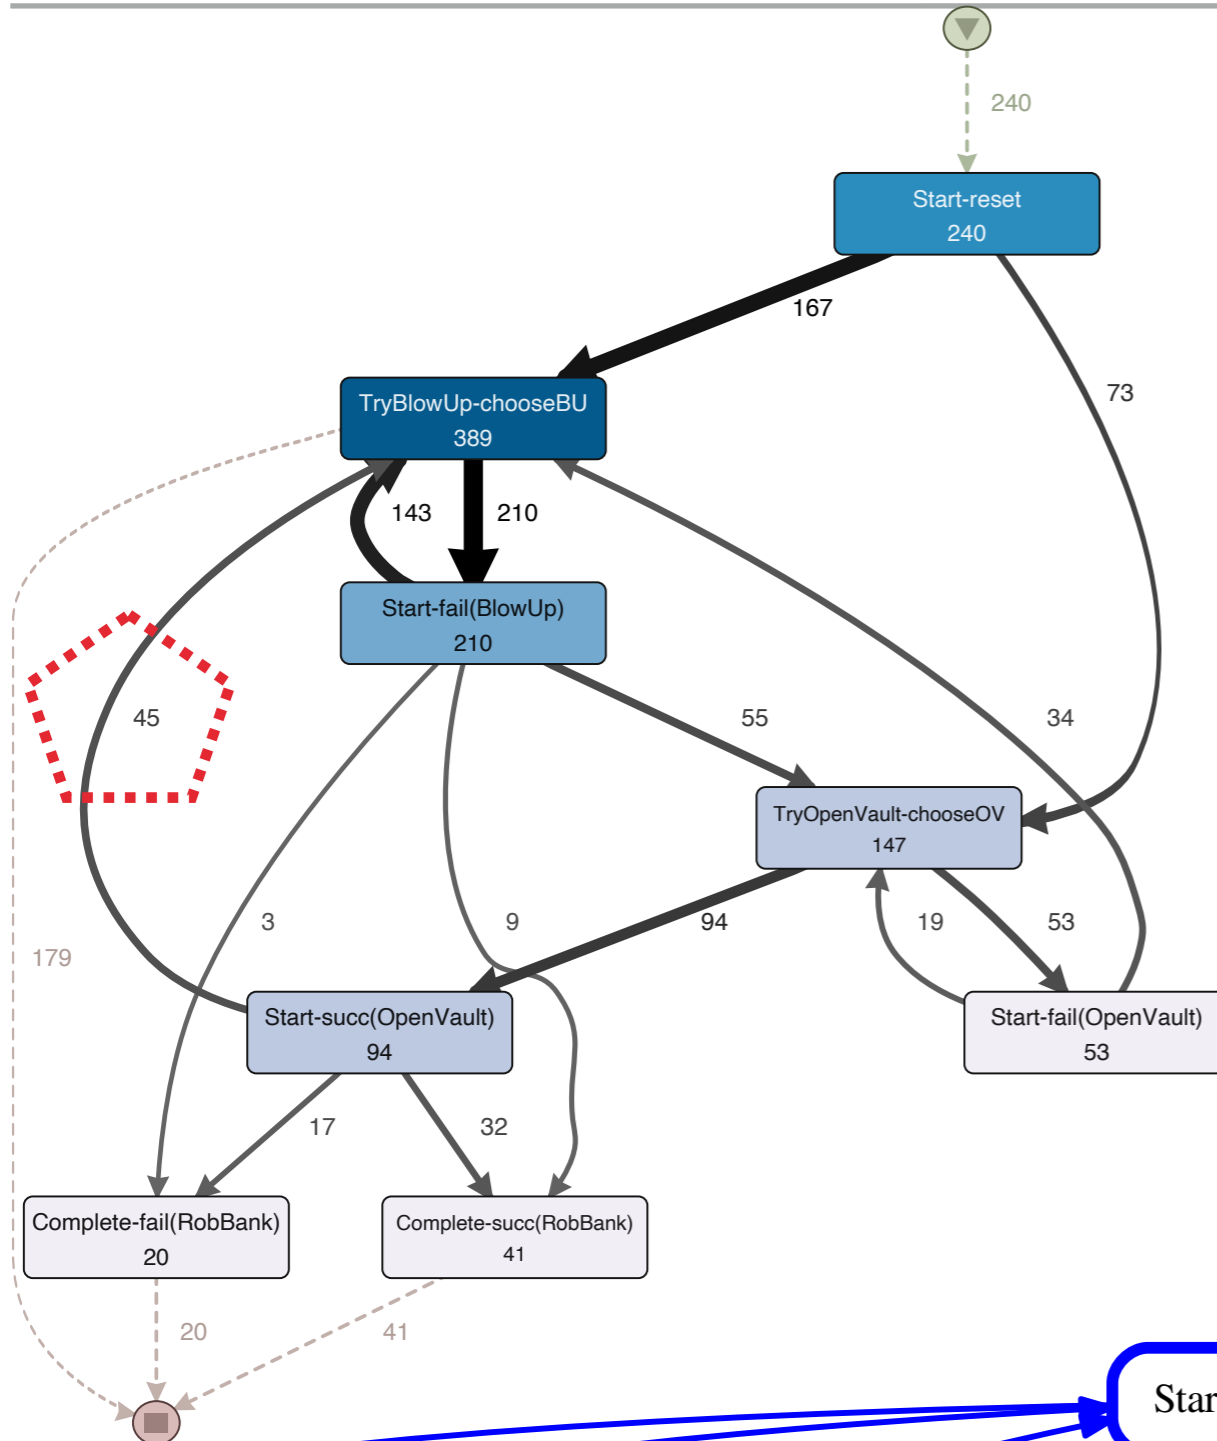 240
Start-reset
240
167
73
TryBlowUp-chooseBU
389
143
210
Start-fail(BlowUp)
210
45
55
34
TryOpenVault-chooseOV
147
3
9
94
19
53
179
Start-succ(OpenVault)
94
Start-fail(OpenVault)
53
17
32
Complete-fail(RobBank)
20
Complete-succ(RobBank)
41
20
41
Star